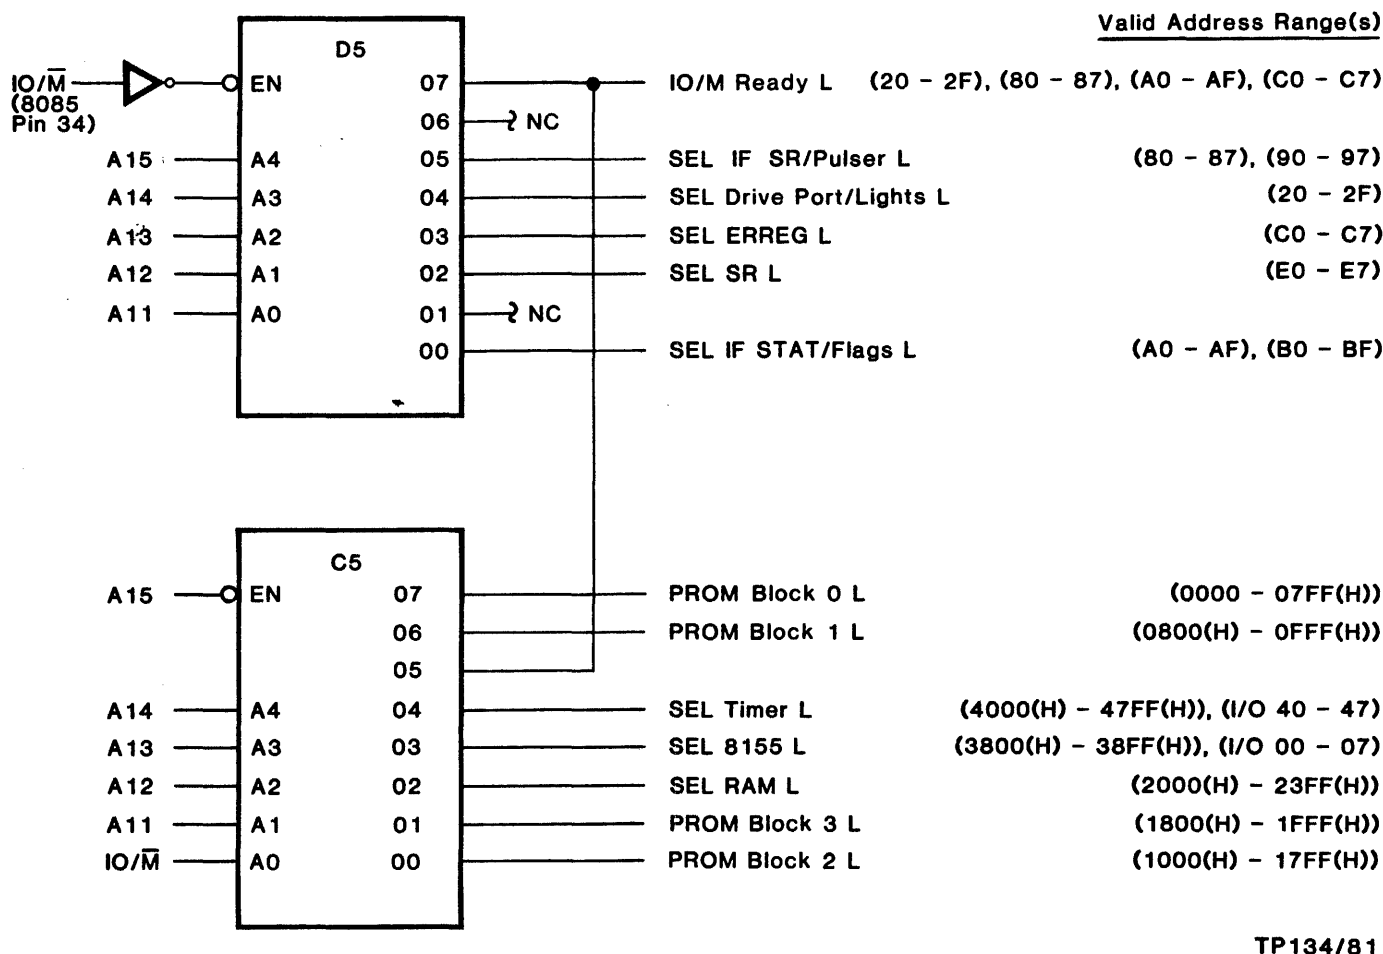 Valid Address Range(s)
D5
IO/M̅ EN 07 IO/M Ready L (20 - 2F), (80 - 87), (A0 - AF), (C0 - C7)
(8085
Pin 34)
06 NC
A15 A4 05 SEL IF SR/Pulser L (80 - 87), (90 - 97)
A14 A3 04 SEL Drive Port/Lights L (20 - 2F)
A13 A2 03 SEL ERREG L (C0 - C7)
A12 A1 02 SEL SR L (E0 - E7)
A11 A0 01 NC
00 SEL IF STAT/Flags L (A0 - AF), (B0 - BF)
C5
A15 EN 07 PROM Block 0 L (0000 - 07FF(H))
06 PROM Block 1 L (0800(H) - 0FFF(H))
05
A14 A4 04 SEL Timer L (4000(H) - 47FF(H)), (I/O 40 - 47)
A13 A3 03 SEL 8155 L (3800(H) - 38FF(H)), (I/O 00 - 07)
A12 A2 02 SEL RAM L (2000(H) - 23FF(H))
A11 A1 01 PROM Block 3 L (1800(H) - 1FFF(H))
IO/M̅ A0 00 PROM Block 2 L (1000(H) - 17FF(H))
TP134/81